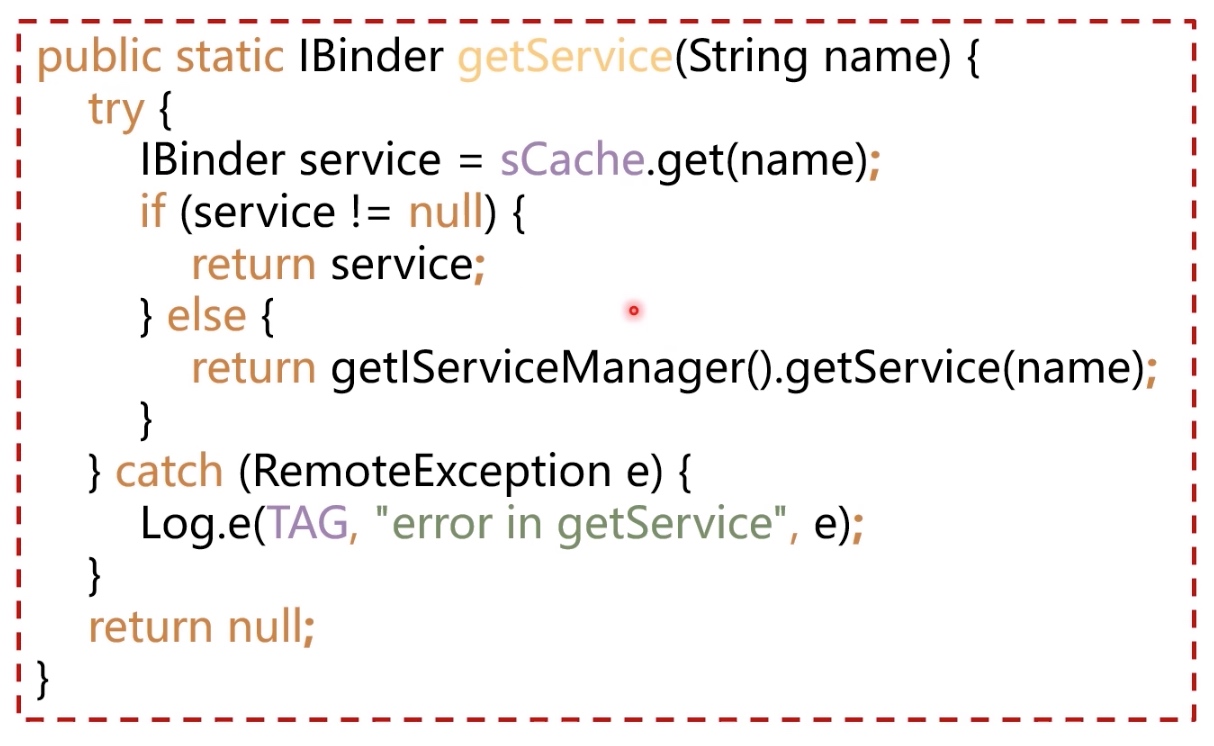 public static IBinder getService(String name) {
try {
IBinder service = sCache.get(name);
if (service != null) {
return service;
} else {
return getIServiceManager().getService(name);
}
} catch (RemoteException e) {
Log.e(TAG, "error in getService", e);
}
return null;
}